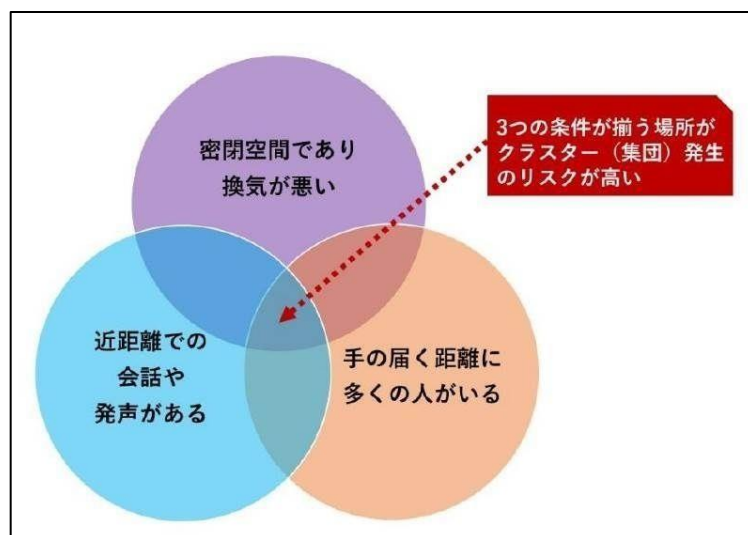 密閉空間であり
換気が悪い
3つの条件が揃う場所が
クラスター（集団）発生
のリスクが高い
近距離での
会話や
発声がある
手の届く距離に
多くの人がいる